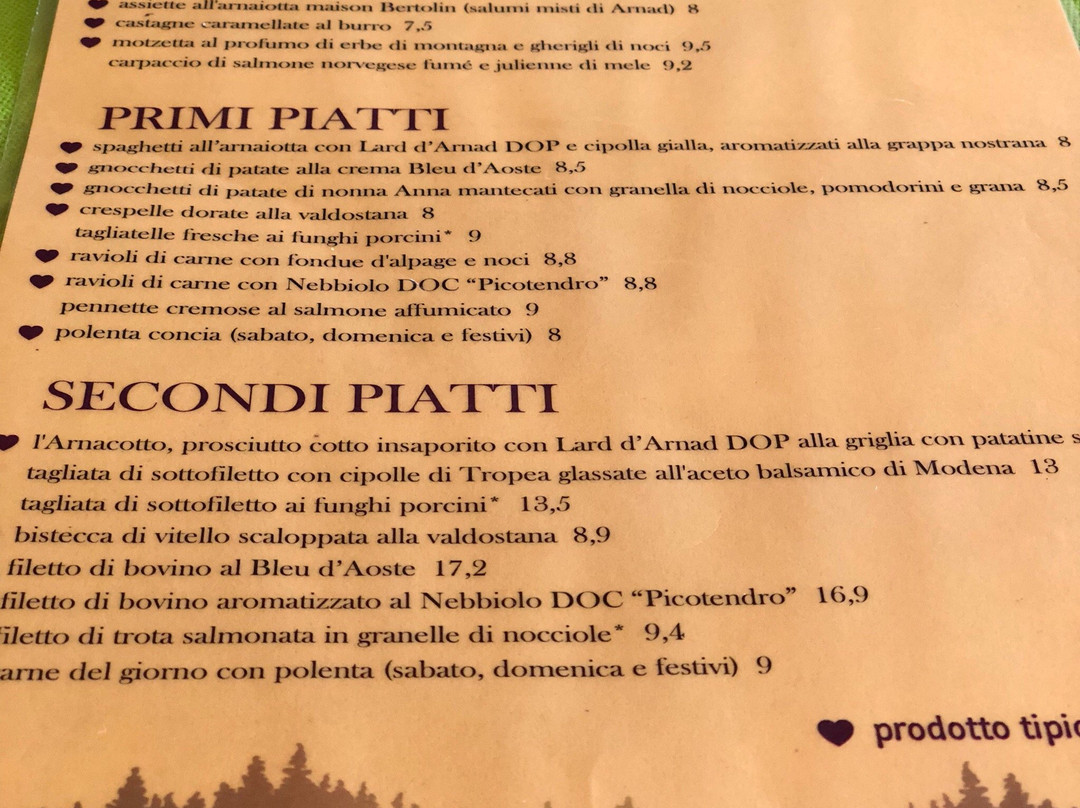 assiette all'arnaiotta maison Bertolin (salumi misti di Arnad) 8
castagne caramellate al burro 7,5
motzetta al profumo di erbe di montagna e gherigli di noci 9,5
carpaccio di salmone norvegese fumé e julienne di mele 9,2
PRIMI PIATTI
spaghetti all'arnaiotta con Lard d'Arnad DOP e cipolla gialla, aromatizzati alla grappa nostrana 8
gnocchetti di patate alla crema Bleu d'Aoste 8,5
gnocchetti di patate di nonna Anna mantecati con granella di nocciole, pomodorini e grana 8,5
crespelle dorate alla valdostana 8
tagliatelle fresche ai funghi porcini* 9
ravioli di carne con fondue d'alpage e noci 8,8
ravioli di carne con Nebbiolo DOC “Picotendro” 8,8
pennette cremose al salmone affumicato 9
polenta concia (sabato, domenica e festivi) 8
SECONDI PIATTI
l'Arnacotto, prosciutto cotto insaporito con Lard d'Arnad DOP alla griglia con patatine s
tagliata di sottofiletto con cipolle di Tropea glassate all'aceto balsamico di Modena 13
tagliata di sottofiletto ai funghi porcini* 13,5
bistecca di vitello scaloppata alla valdostana 8,9
filetto di bovino al Bleu d'Aoste 17,2
filetto di bovino aromatizzato al Nebbiolo DOC “Picotendro” 16,9
filetto di trota salmonata in granelle di nocciole* 9,4
arne del giorno con polenta (sabato, domenica e festivi) 9
prodotto tipic